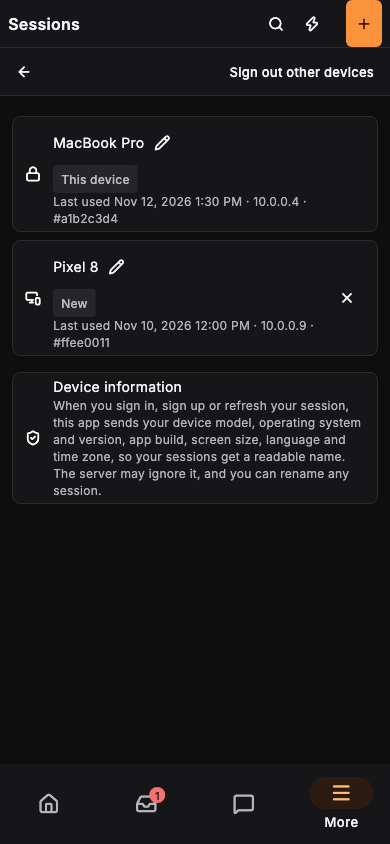 Sessions
Sign out other devices
MacBook Pro
This device
Last used Nov 12, 2026 1:30 PM · 10.0.0.4 ·
#a1b2c3d4
Pixel 8
New
Last used Nov 10, 2026 12:00 PM · 10.0.0.9 ·
#ffee0011
Device information
When you sign in, sign up or refresh your session,
this app sends your device model, operating system
and version, app build, screen size, language and
time zone, so your sessions get a readable name.
The server may ignore it, and you can rename any
session.
1
More